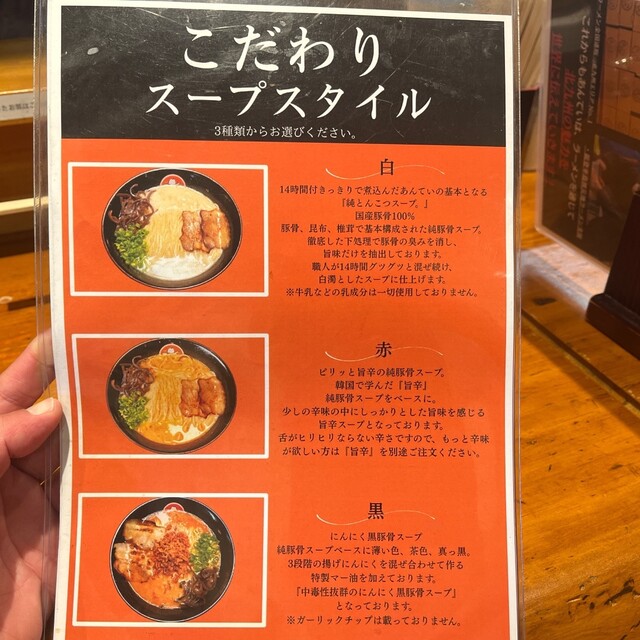 こだわり
スープスタイル
3種類からお選びください。
白
14時間付きっきりで煮込んだあんていの基本となる
『純とんこつスープ。』
国産豚骨100%
豚骨、昆布、椎茸で基本構成された純豚骨スープ。
徹底した下処理で豚骨の臭みを消し、
旨味だけを抽出しております。
職人が14時間グツグツと混ぜ続け、
白濁としたスープに仕上げます。
※牛乳などの乳成分は一切使用しておりません。
赤
ピリッと旨辛の純豚骨スープ。
韓国で学んだ『旨辛』
純豚骨スープをベースに。
少しの辛味の中にしっかりとした旨味を感じる
旨辛スープとなっております。
舌がヒリヒリならない辛さですので、もっと辛味
が欲しい方は『旨辛』を別途ご注文ください。
黒
にんにく黒豚骨スープ
純豚骨スープベースに薄い色、茶色、真っ黒。
3段階の揚げにんにくを混ぜ合わせて作る
特製マー油を加えております。
『中毒性抜群のにんにく黒豚骨スープ』
となっております。
※ガーリックチップは載っておりません。